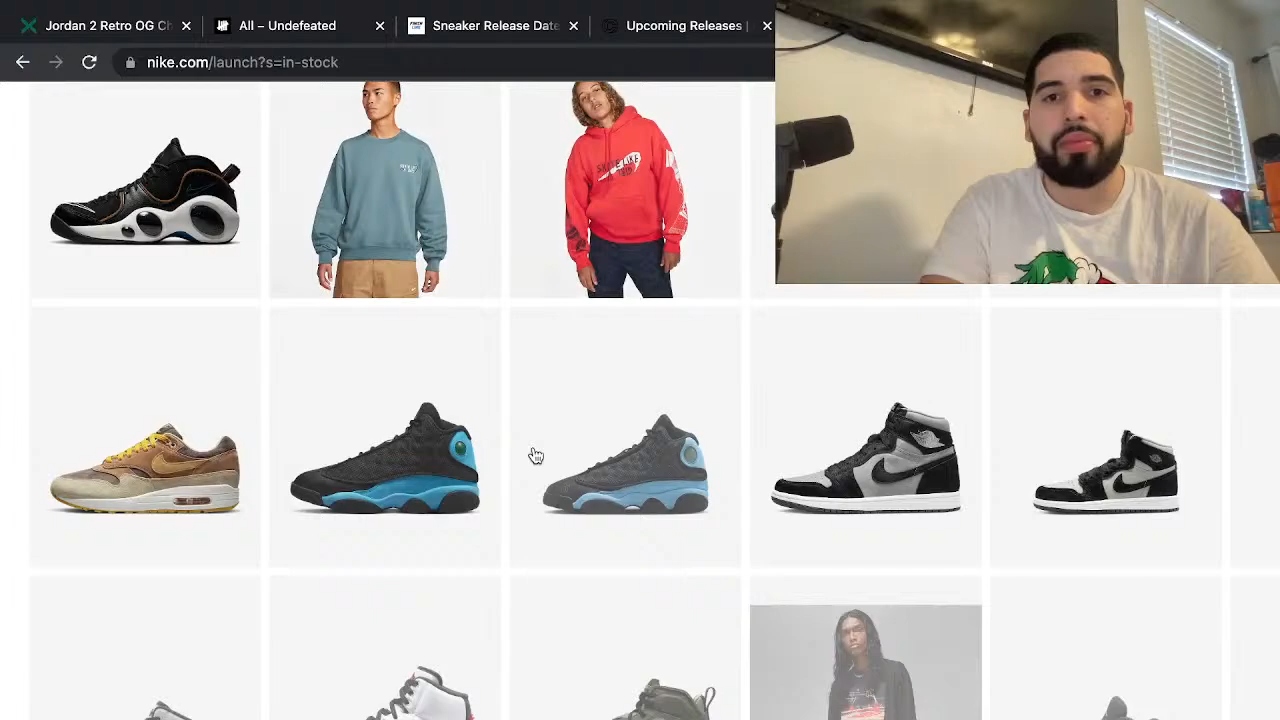 Jordan 2 Retro OG Ch
All – Undefeated
Sneaker Release Date
Upcoming Releases |
nike.com/launch?s=in-stock